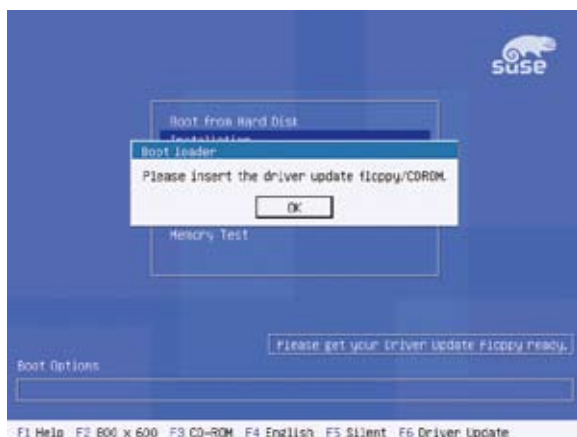 SUSE
Boot from Hard Disk
Installation
Boot loader
Please insert the driver update floppy/CDROM.
OK
Memory Test
Please get your Driver Update Floppy ready.
Boot Options
F1 Help F2 800 x 600 F3 CD-ROM F4 English F5 Silent F6 Driver Update